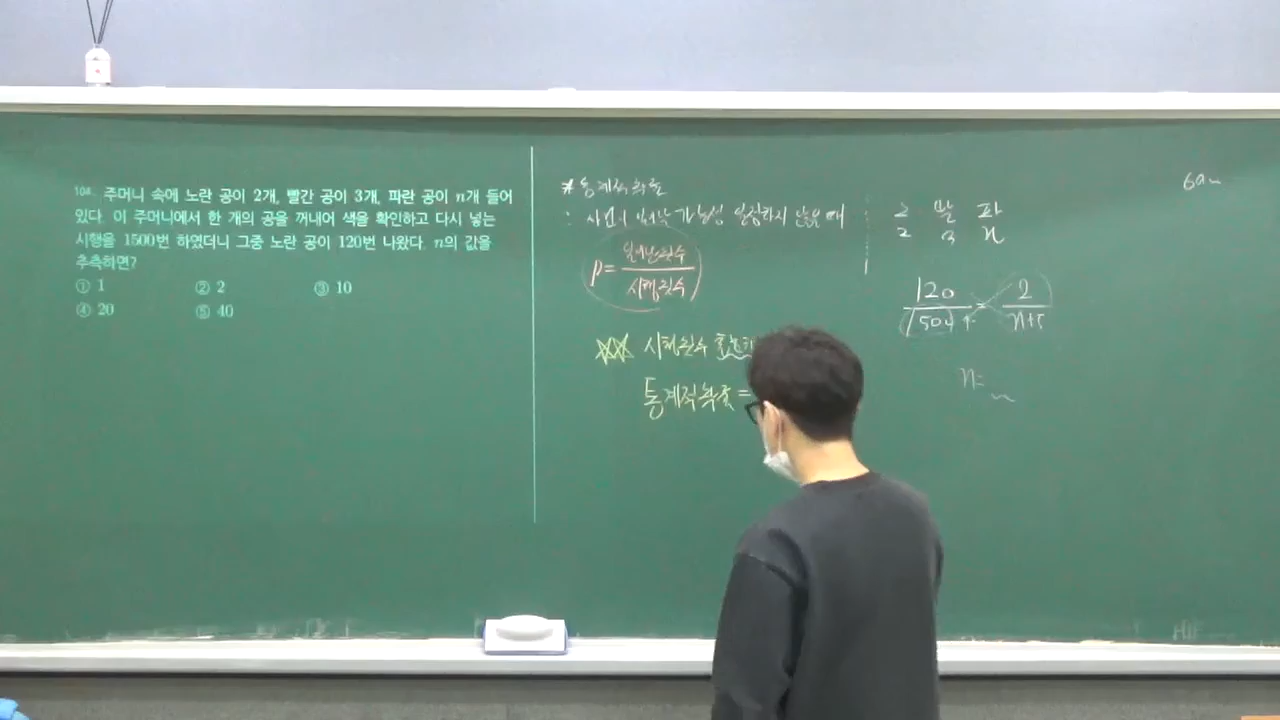 104. 주머니 속에 노란 공이 2개, 빨간 공이 3개, 파란 공이 n개 들어
있다. 이 주머니에서 한 개의 공을 꺼내어 색을 확인하고 다시 넣는
시행을 1500번 하였더니 그중 노란 공이 120번 나왔다. n의 값을
추측하면?
① 1 ② 2 ③ 10
④ 20 ⑤ 40
* 통계적 확률
: 사건이 일어날 가능성 일정하지 않을 때
p = 일어난 횟수 / 시행횟수
시행횟수 충분히
통계적 확률 =
빨 파
2 3 n
120 / 1500 = 2 / n+5
n=